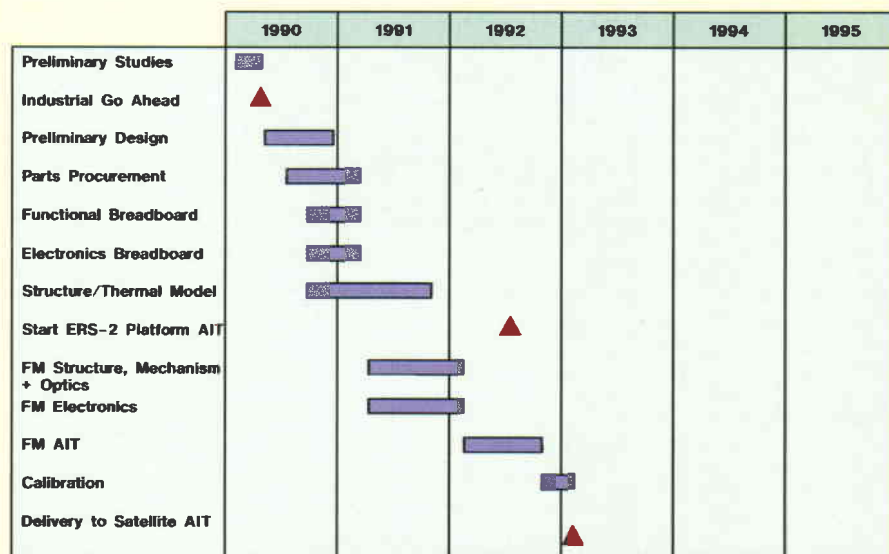 1990 1991 1992 1993 1994 1995
Preliminary Studies
Industrial Go Ahead
Preliminary Design
Parts Procurement
Functional Breadboard
Electronics Breadboard
Structure/Thermal Model
Start ERS-2 Platform AIT
FM Structure, Mechanism
+ Optics
FM Electronics
FM AIT
Calibration
Delivery to Satellite AIT